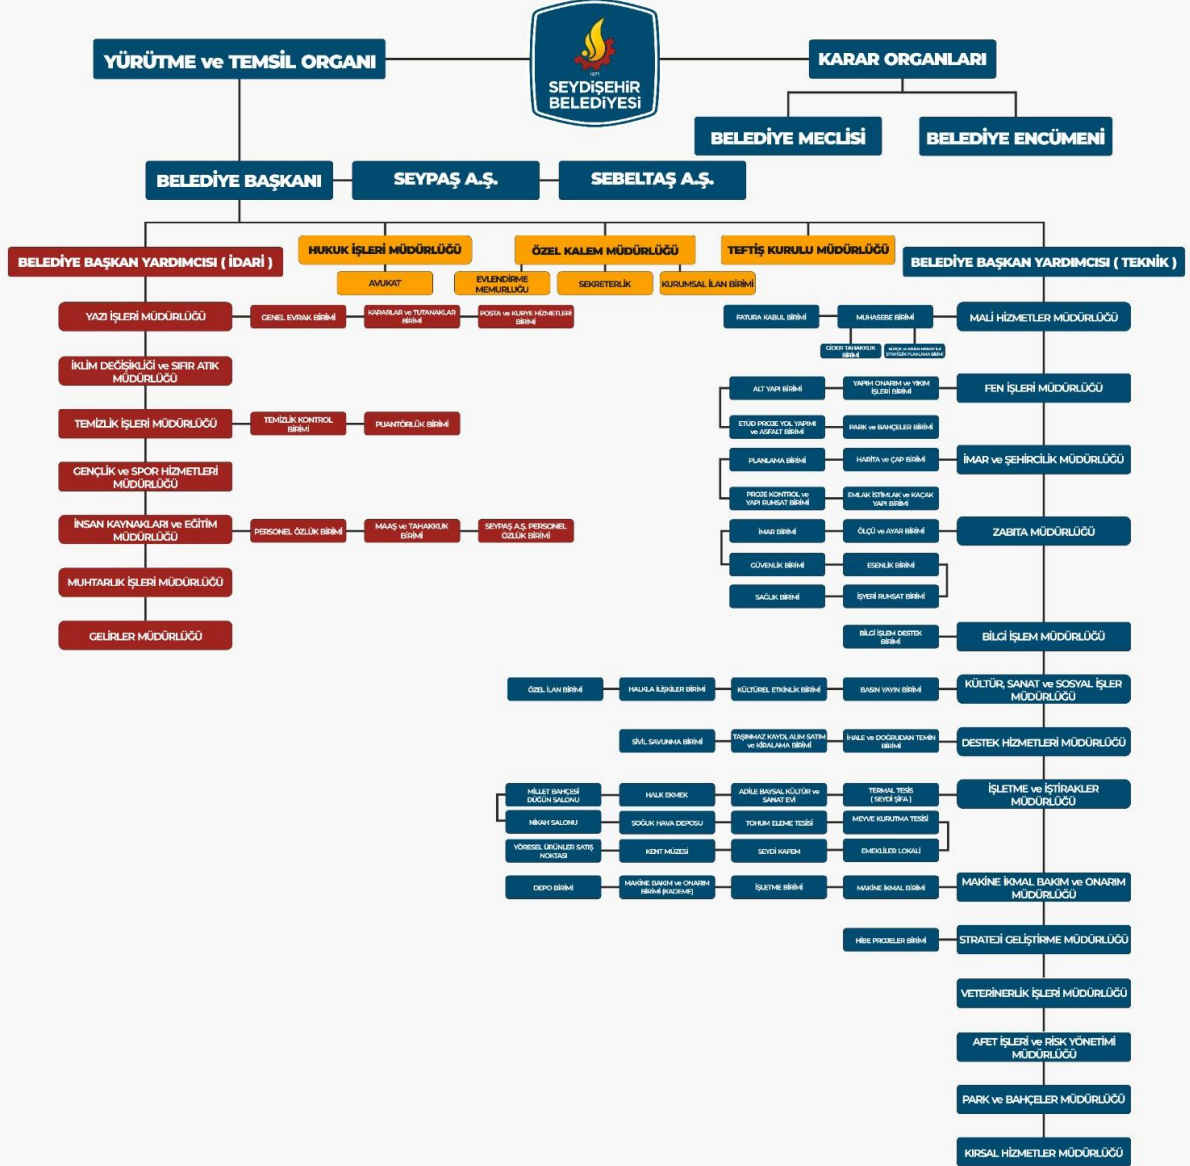 1071
SEYDİŞEHİR
BELEDİYESİ
YÜRÜTME ve TEMSİL ORGANI
KARAR ORGANLARI
BELEDİYE MECLİSİ
BELEDİYE ENCÜMENİ
BELEDİYE BAŞKANI
SEYPAŞ A.Ş.
SEBELTAŞ A.Ş.
BELEDİYE BAŞKAN YARDIMCISI ( İDARİ )
HUKUK İŞLERİ MÜDÜRLÜĞÜ
ÖZEL KALEM MÜDÜRLÜĞÜ
TEFTİŞ KURULU MÜDÜRLÜĞÜ
BELEDİYE BAŞKAN YARDIMCISI ( TEKNİK )
AVUKAT
EVLENDİRME
MEMURLUĞU
SEKRETERLİK
KURUMSAL İLAN BİRİMİ
YAZI İŞLERİ MÜDÜRLÜĞÜ
GENEL EVRAK BİRİMİ
KARARLAR ve TUTANAKLAR
BİRİMİ
POSTA ve KURYE HİZMETLERİ
BİRİMİ
İKLİM DEĞİŞİKLİĞİ ve SIFIR ATIK
MÜDÜRLÜĞÜ
TEMİZLİK İŞLERİ MÜDÜRLÜĞÜ
TEMİZLİK KONTROL
BİRİMİ
PUANTÖRLÜK BİRİMİ
GENÇLİK ve SPOR HİZMETLERİ
MÜDÜRLÜĞÜ
İNSAN KAYNAKLARI ve EĞİTİM
MÜDÜRLÜĞÜ
PERSONEL ÖZLÜK BİRİMİ
MAAŞ ve TAHAKKUK
BİRİMİ
SEYPAŞ A.Ş. PERSONEL
ÖZLÜK BİRİMİ
MUHTARLIK İŞLERİ MÜDÜRLÜĞÜ
GELİRLER MÜDÜRLÜĞÜ
FATURA KABUL BİRİMİ
MUHASEBE BİRİMİ
MALİ HİZMETLER MÜDÜRLÜĞÜ
GİDER TAHAKKUK
BİRİMİ
STRATEJİK PLANLAMA BİRİMİ
ALT YAPI BİRİMİ
YAPIM ONARIM ve YIKIM
İŞLERİ BİRİMİ
FEN İŞLERİ MÜDÜRLÜĞÜ
ETÜD PROJE YOL YAPIMI
ve ASFALT BİRİMİ
PARK ve BAHÇELER BİRİMİ
PLANLAMA BİRİMİ
HARİTA ve ÇAP BİRİMİ
İMAR ve ŞEHİRCİLİK MÜDÜRLÜĞÜ
PROJE KONTROL ve
YAPI RUHSAT BİRİMİ
EMLAK İSTİMLAK ve KAÇAK
YAPI BİRİMİ
İMAR BİRİMİ
ÖLÇÜ ve AYAR BİRİMİ
ZABITA MÜDÜRLÜĞÜ
GÜVENLİK BİRİMİ
ESENLİK BİRİMİ
SAĞLIK BİRİMİ
İŞYERİ RUHSAT BİRİMİ
BİLGİ İŞLEM DESTEK
BİRİMİ
BİLGİ İŞLEM MÜDÜRLÜĞÜ
ÖZEL İLAN BİRİMİ
HALKLA İLİŞKİLER BİRİMİ
KÜLTÜREL ETKİNLİK BİRİMİ
BASIN YAYIN BİRİMİ
KÜLTÜR, SANAT ve SOSYAL İŞLER
MÜDÜRLÜĞÜ
SİVİL SAVUNMA BİRİMİ
TAŞINMAZ KAYDI, ALIM SATIM
ve KİRALAMA BİRİMİ
İHALE ve DOĞRUDAN TEMİN
BİRİMİ
DESTEK HİZMETLERİ MÜDÜRLÜĞÜ
MİLLET BAHÇESİ
DÜĞÜN SALONU
HALK EKMEK
ADİLE BAYSAL KÜLTÜR ve
SANAT EVİ
TERMAL TESİS
( SEYDİ ŞİFA )
İŞLETME ve İŞTİRAKLER
MÜDÜRLÜĞÜ
NİKAH SALONU
SOĞUK HAVA DEPOSU
TOHUM ELEME TESİSİ
MEYVE KURUTMA TESİSİ
YÖRESEL ÜRÜNLER SATIŞ
NOKTASI
KENT MÜZESİ
SEYDİ KAFEM
EMEKLİLER LOKALİ
DEPO BİRİMİ
MAKİNE BAKIM ve ONARIM
BİRİMİ (KADEME)
İŞLETME BİRİMİ
MAKİNE İKMAL BİRİMİ
MAKİNE İKMAL BAKIM ve ONARIM
MÜDÜRLÜĞÜ
HİBE PROJELER BİRİMİ
STRATEJİ GELİŞTİRME MÜDÜRLÜĞÜ
VETERİNERLİK İŞLERİ MÜDÜRLÜĞÜ
AFET İŞLERİ ve RİSK YÖNETİMİ
MÜDÜRLÜĞÜ
PARK ve BAHÇELER MÜDÜRLÜĞÜ
KIRSAL HİZMETLER MÜDÜRLÜĞÜ